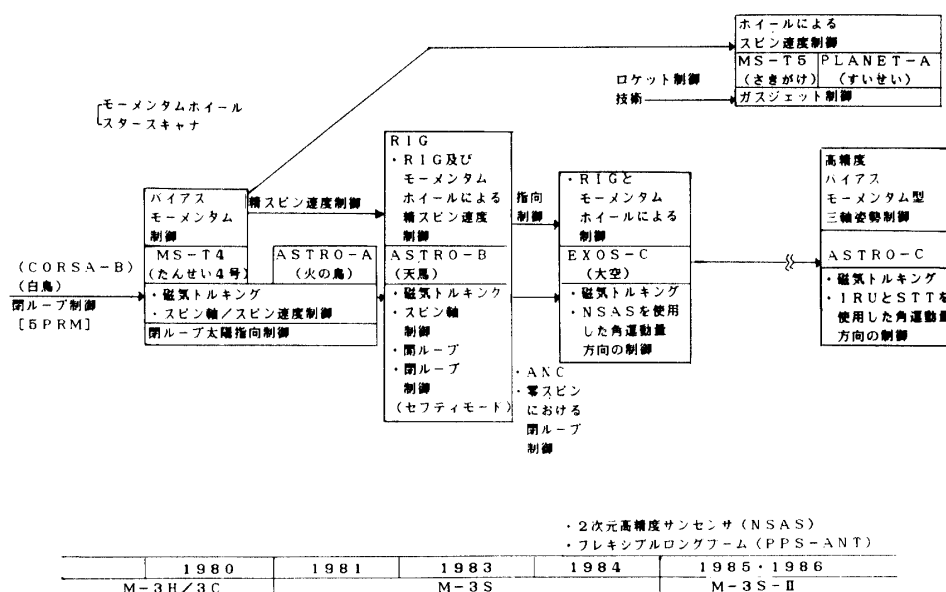 ホイールによる
スピン速度制御
MS-T5
(さきがけ)
PLANET-A
(すいせい)
ガスジェット制御
ロケット制御
技術
モーメンタムホイール
スタースキャナ
バイアス
モーメンタム
制御
MS-T4
(たんせい4号)
ASTRO-A
(火の鳥)
・磁気トルキング
・スピン軸/スピン速度制御
閉ループ太陽指向制御
(CORSA-B)
(白鳥)
閉ループ制御
[5PRM]
精スピン速度制御
RIG
・RIG及び
モーメンタム
ホイールによる
精スピン速度
制御
ASTRO-B
(天馬)
・磁気トルキング
・スピン軸
制御
・開ループ
・閉ループ
制御
(セフティモード)
指向
制御
・ANC
・零スピン
における
閉ループ
制御
・RIGと
モーメンタム
ホイールによる
制御
EXOS-C
(大空)
・磁気トルキング
・NSASを使用
した角運動量
方向の制御
高精度
バイアス
モーメンタム型
三軸姿勢制御
ASTRO-C
・磁気トルキング
・IRUとSTTを
使用した角運動量
方向の制御
・2次元高精度サンセンサ(NSAS)
・フレキシブルロングブーム(PPS-ANT)
1980 1981 1983 1984 1985・1986
M-3H/3C M-3S M-3S-Ⅱ